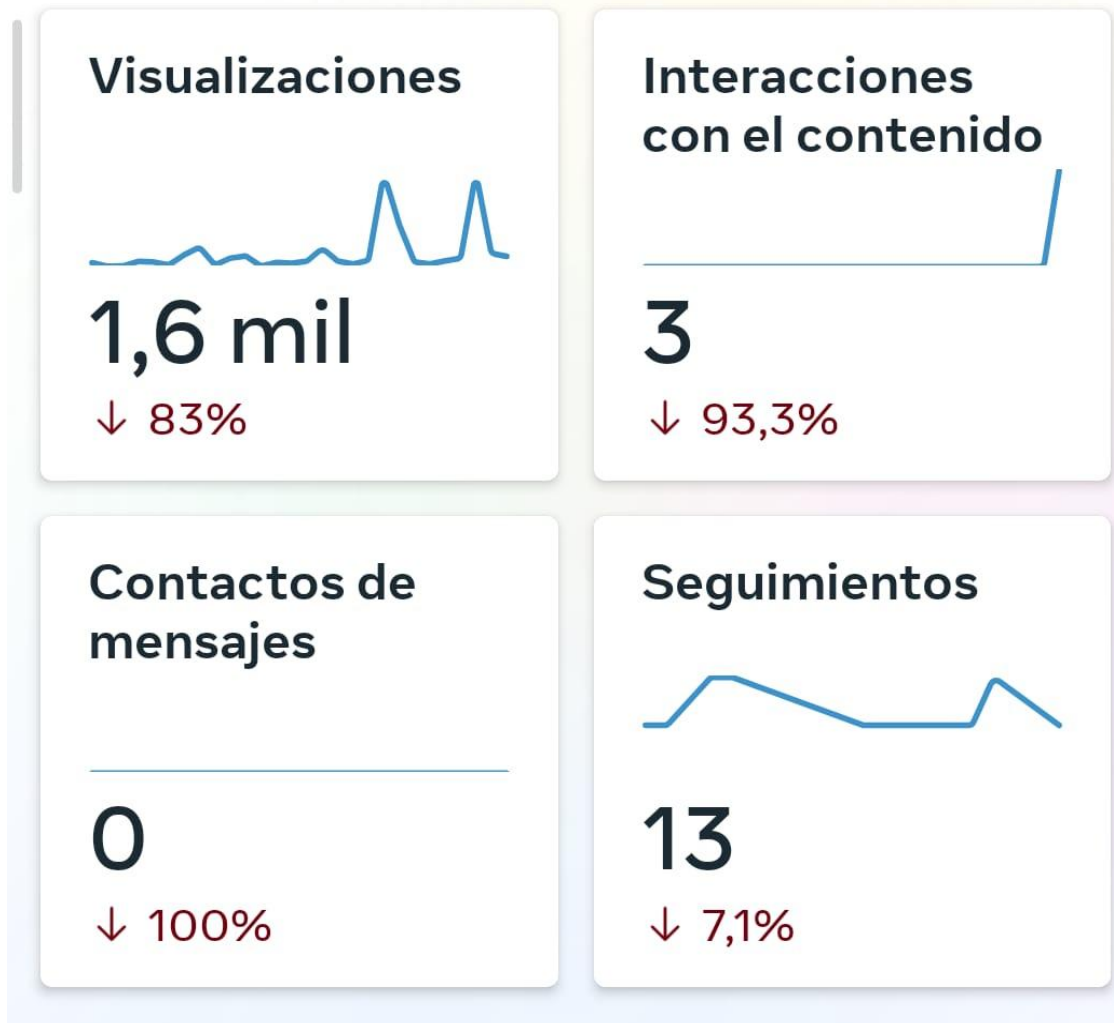 Visualizaciones
1,6 mil
↓ 83%
Interacciones
con el contenido
3
↓ 93,3%
Contactos de
mensajes
0
↓ 100%
Seguimientos
13
↓ 7,1%